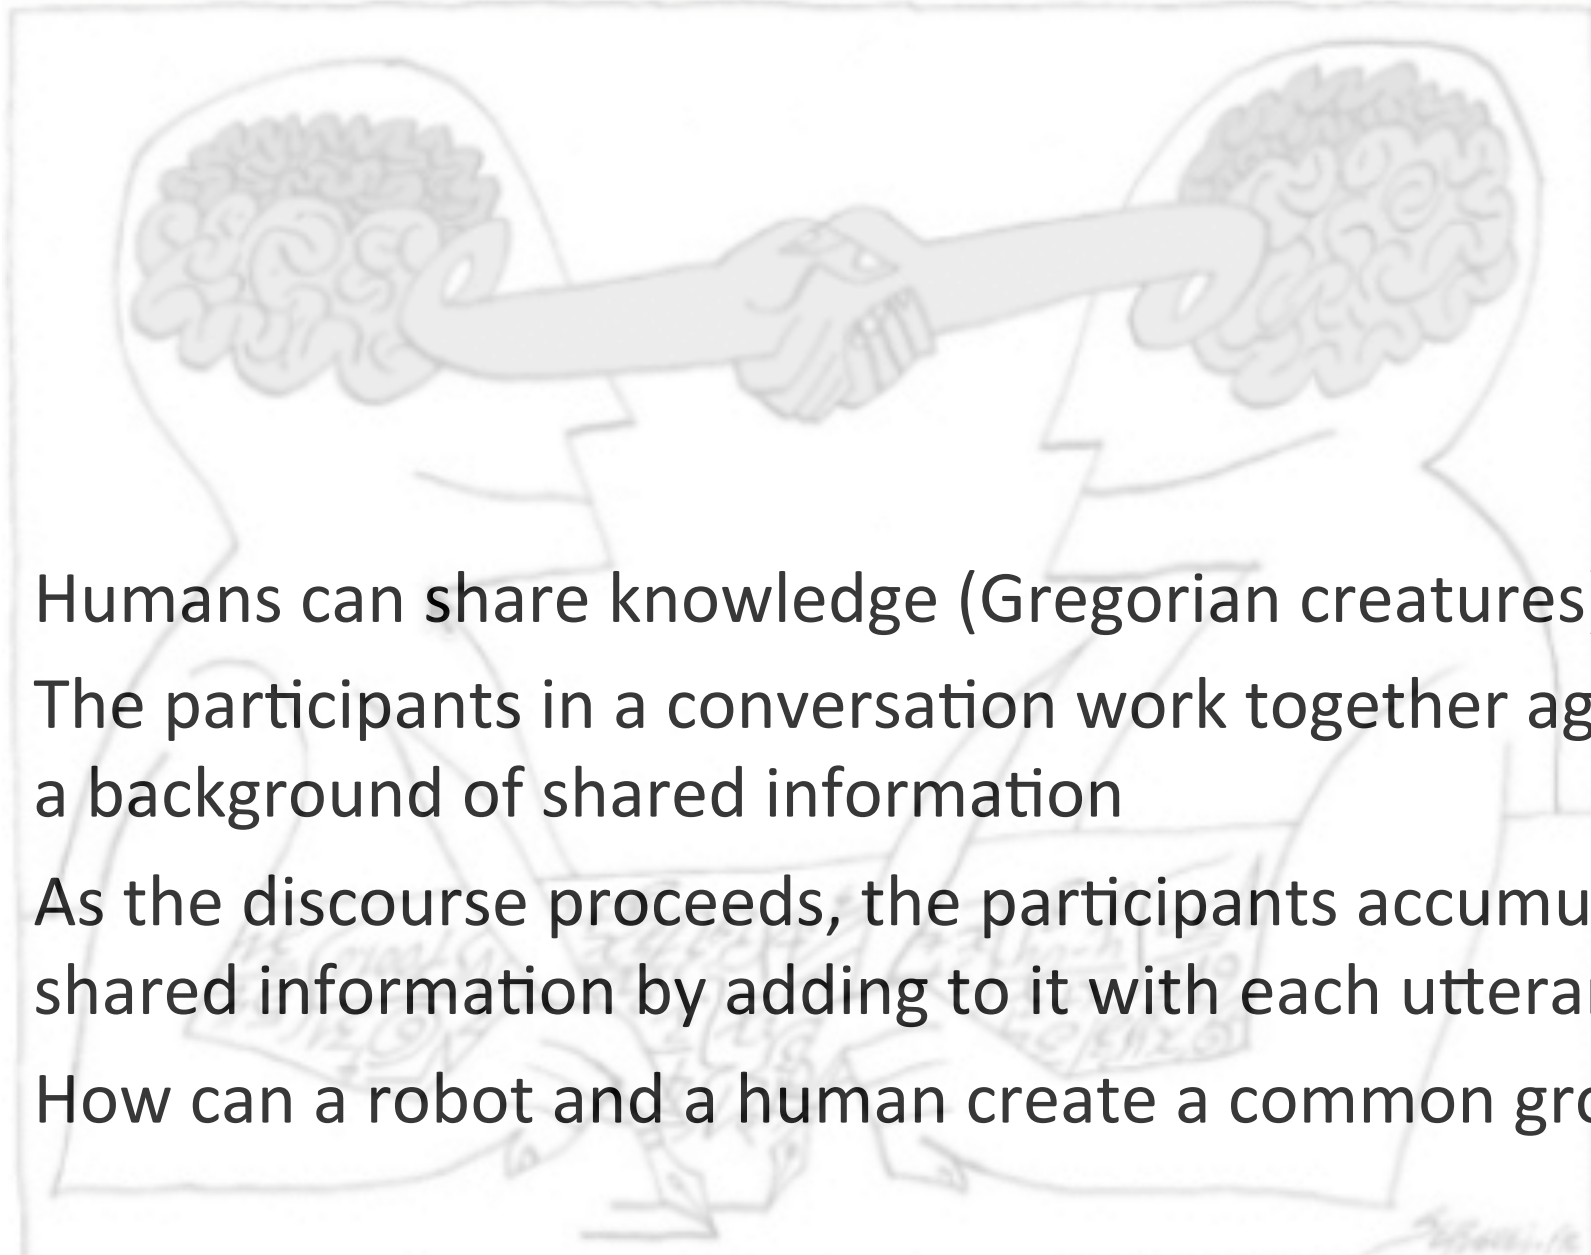 Humans can share knowledge (Gregorian creatures
The participants in a conversation work together ag
a background of shared information
As the discourse proceeds, the participants accumu
shared information by adding to it with each uttera
How can a robot and a human create a common gro